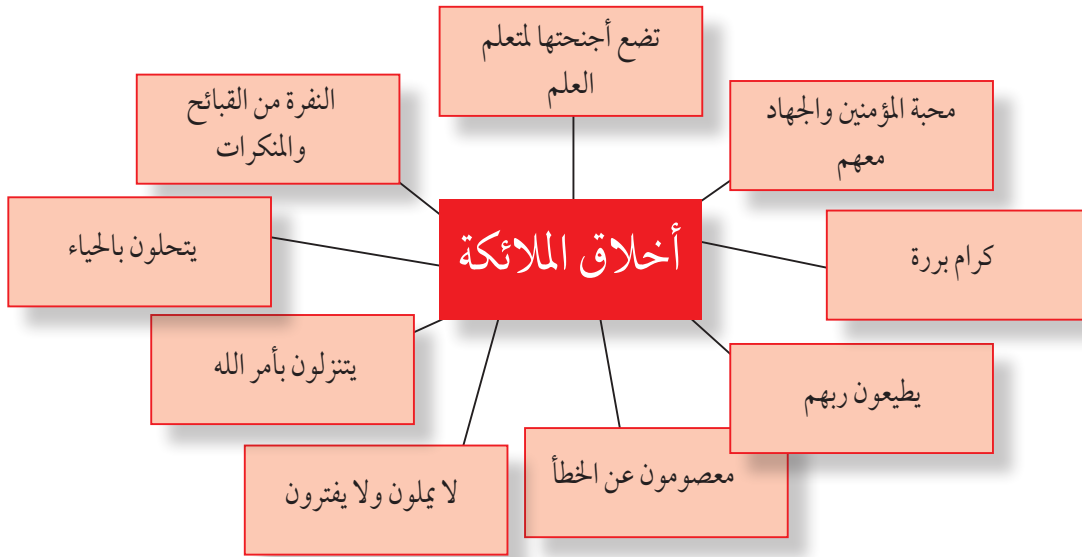 تضع أجنحتها لمتعلم
العلم
محبة المؤمنين والجهاد
معهم
النفرة من القبائح
والمنكرات
أخلاق الملائكة
كرام بررة
يتحلون بالحياء
يتنزلون بأمر الله
يطيعون ربهم
معصومون عن الخطأ
لا يملون ولا يفترون